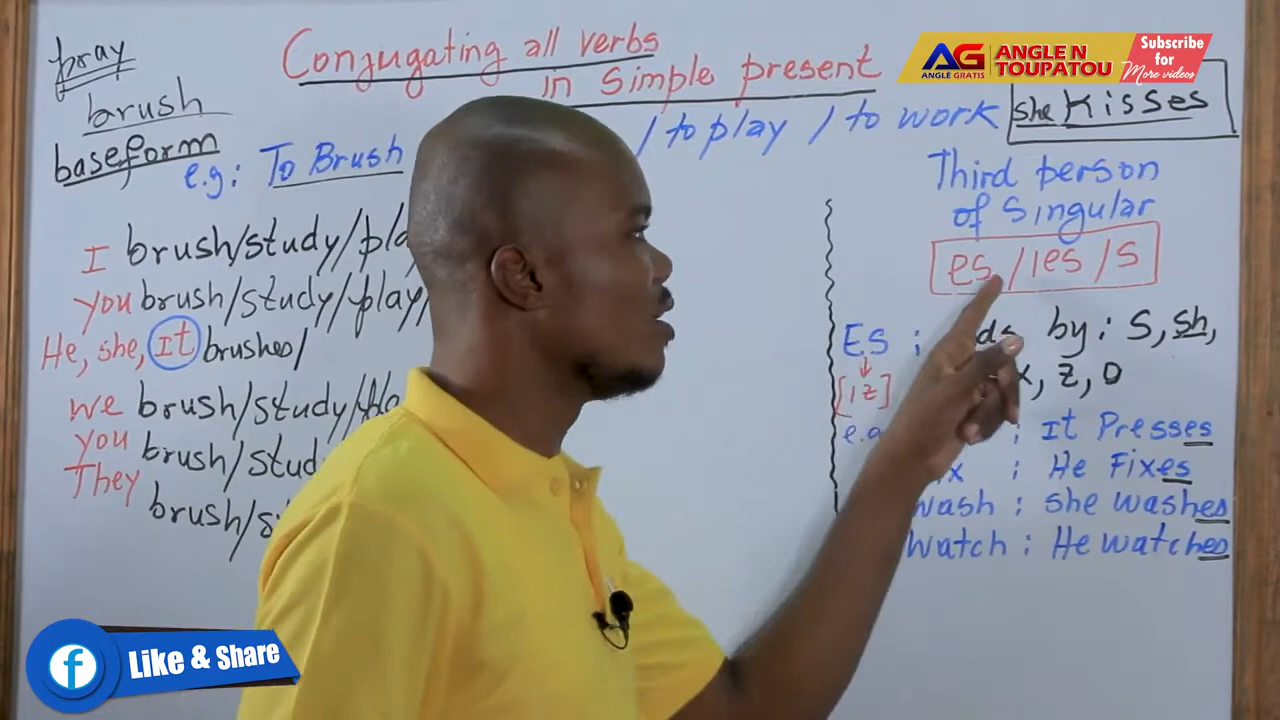 pray
brush
baseform
Conjugating all verbs
in Simple present
e.g: To Brush
/ to play / to work
she Kisses
AG
ANGLÈ GRATIS
ANGLE N
TOUPATOU
Subscribe
for
More videos
I brush/study/pla
you brush/study/play/
He, she, It brushes/
we brush/study/pla
you brush/stud
They brush/s
Third person
of Singular
es/ies/s
ES : by: S, sh,
x, z, o
[iz]
e.g : It Presses
x : He Fixes
wash : she washes
watch : He watches
f
Like & Share